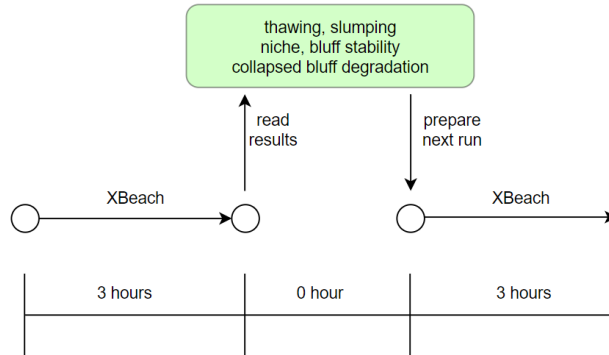 thawing, slumping
niche, bluff stability
collapsed bluff degradation
read
results
prepare
next run
XBeach
XBeach
3 hours
0 hour
3 hours